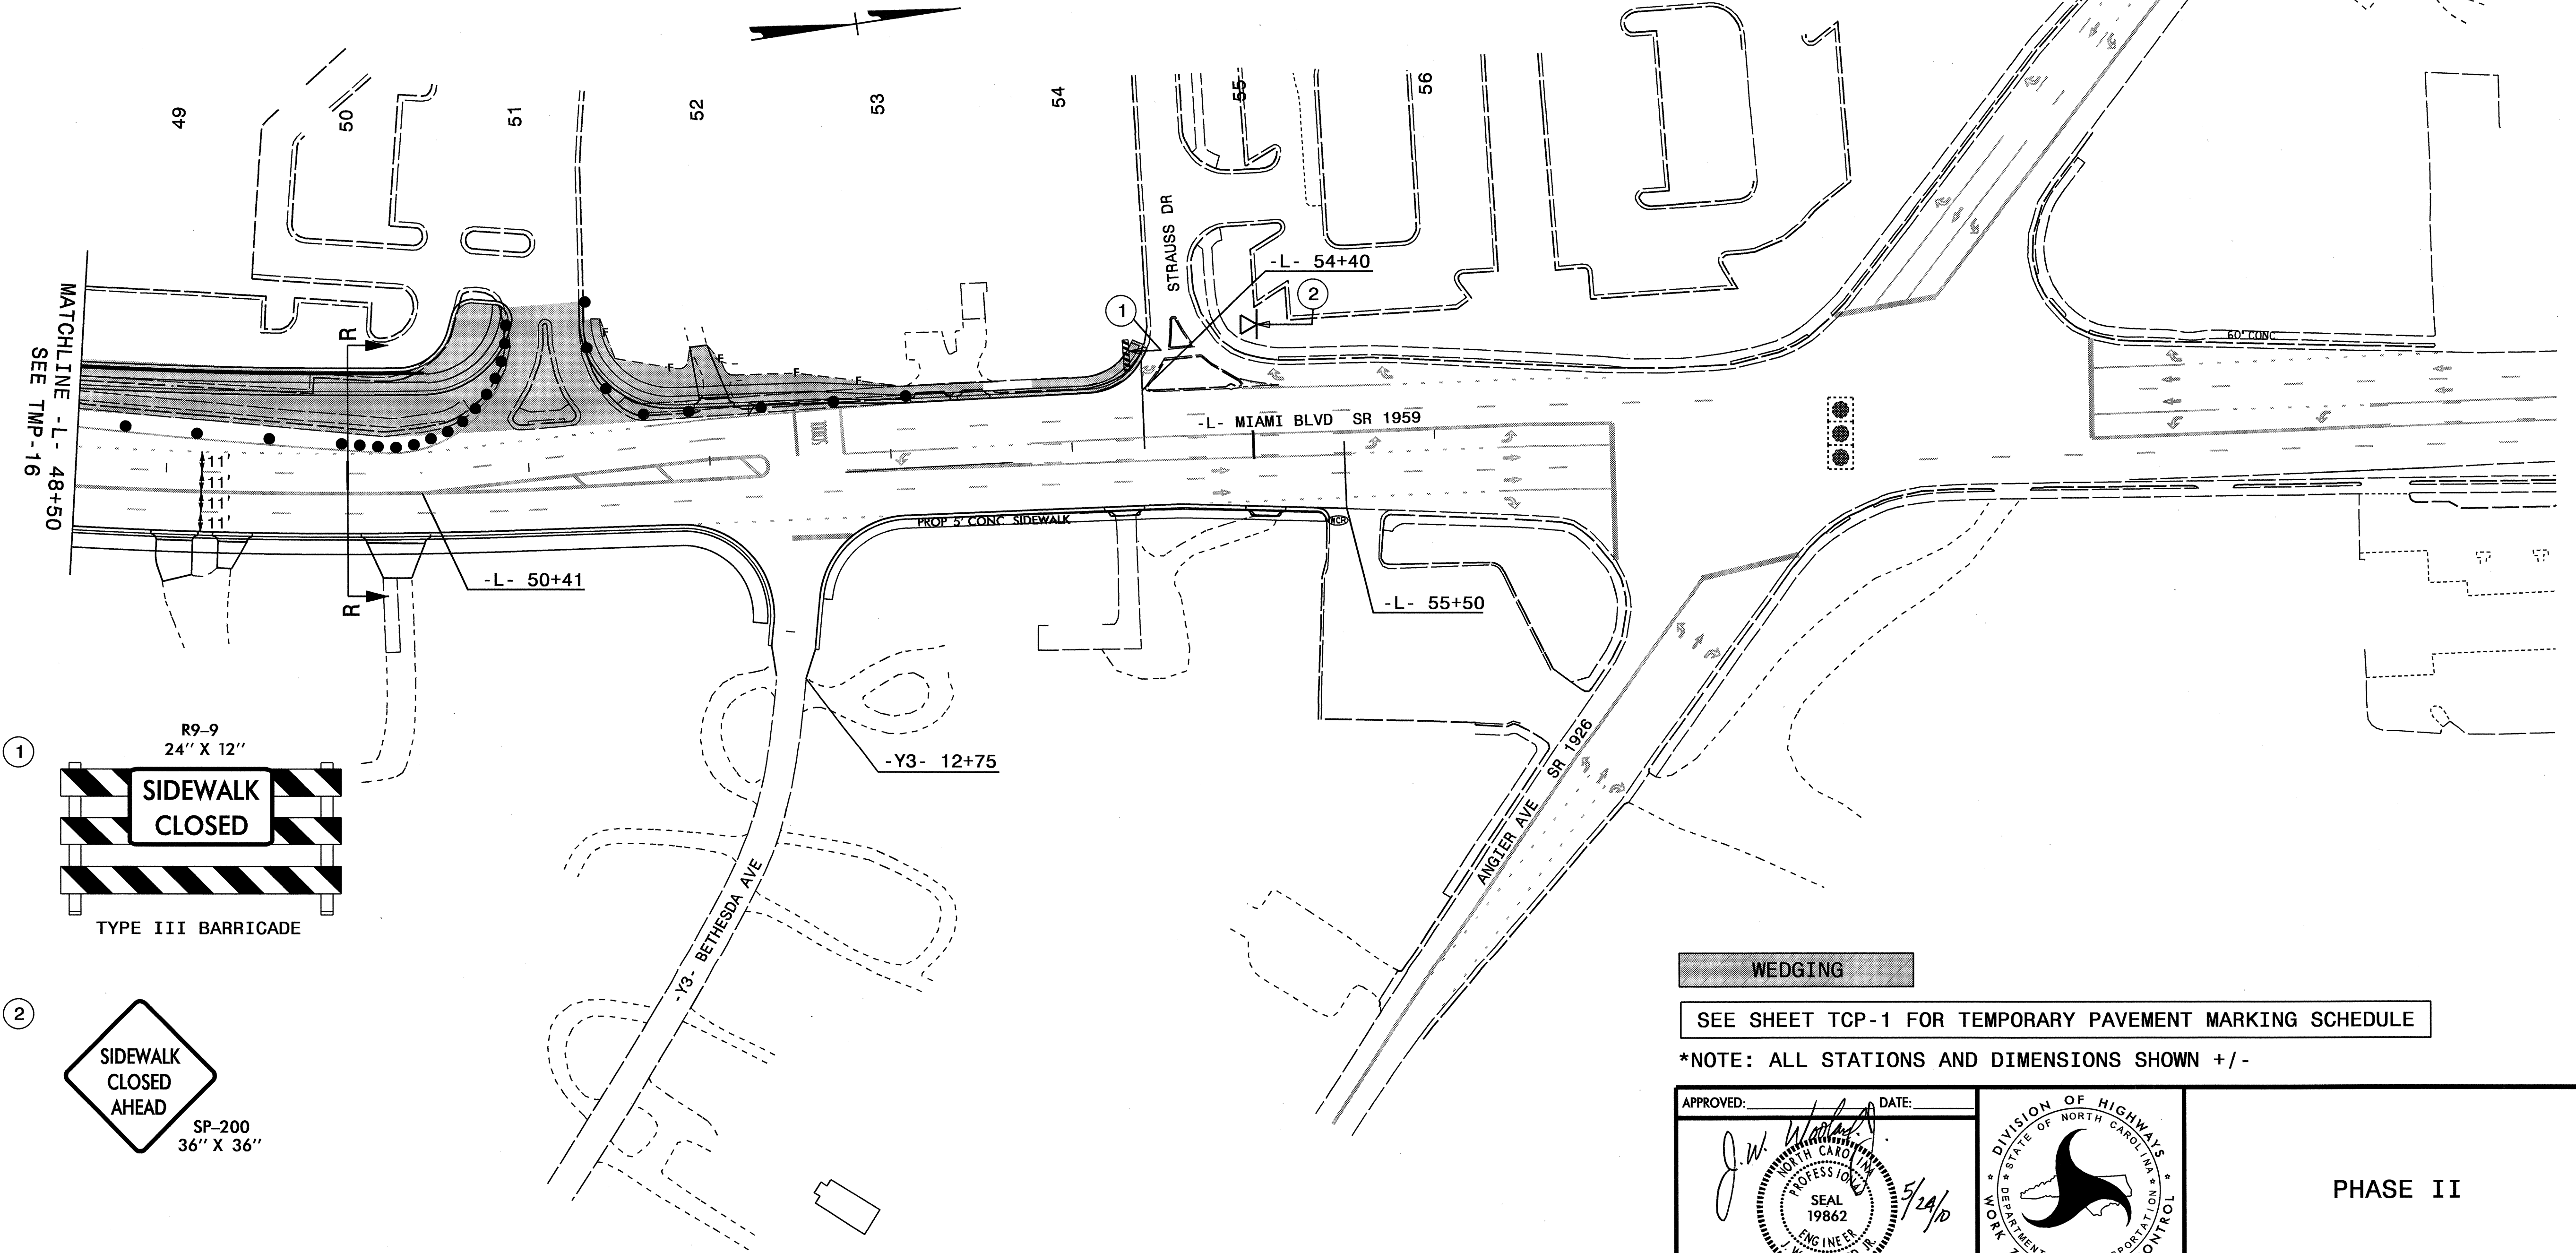 49
50
51
52
53
54
55
56
STRAUSS DR
-L- 54+40
1
2
R
MATCHLINE -L- 48+50
SEE TMP-16
F
F
F
F
F
60' CONC
-L- MIAMI BLVD SR 1959
SCHOOL
11'
11'
11'
11'
PROP 5' CONC SIDEWALK
WCR
-L- 50+41
R
-L- 55+50
-Y3- 12+75
ANGIER AVE SR 1926
-Y3- BETHESDA AVE
1
R9-9
24" X 12"
SIDEWALK
CLOSED
TYPE III BARRICADE
2
SIDEWALK
CLOSED
AHEAD
SP-200
36" X 36"
WEDGING
SEE SHEET TCP-1 FOR TEMPORARY PAVEMENT MARKING SCHEDULE
*NOTE: ALL STATIONS AND DIMENSIONS SHOWN +/-
APPROVED: DATE:
J.W.
NORTH CAROLINA
PROFESSIONAL
SEAL
19862
ENGINEER
5/24/10
DIVISION OF HIGHWAYS
STATE OF NORTH CAROLINA
PHASE II